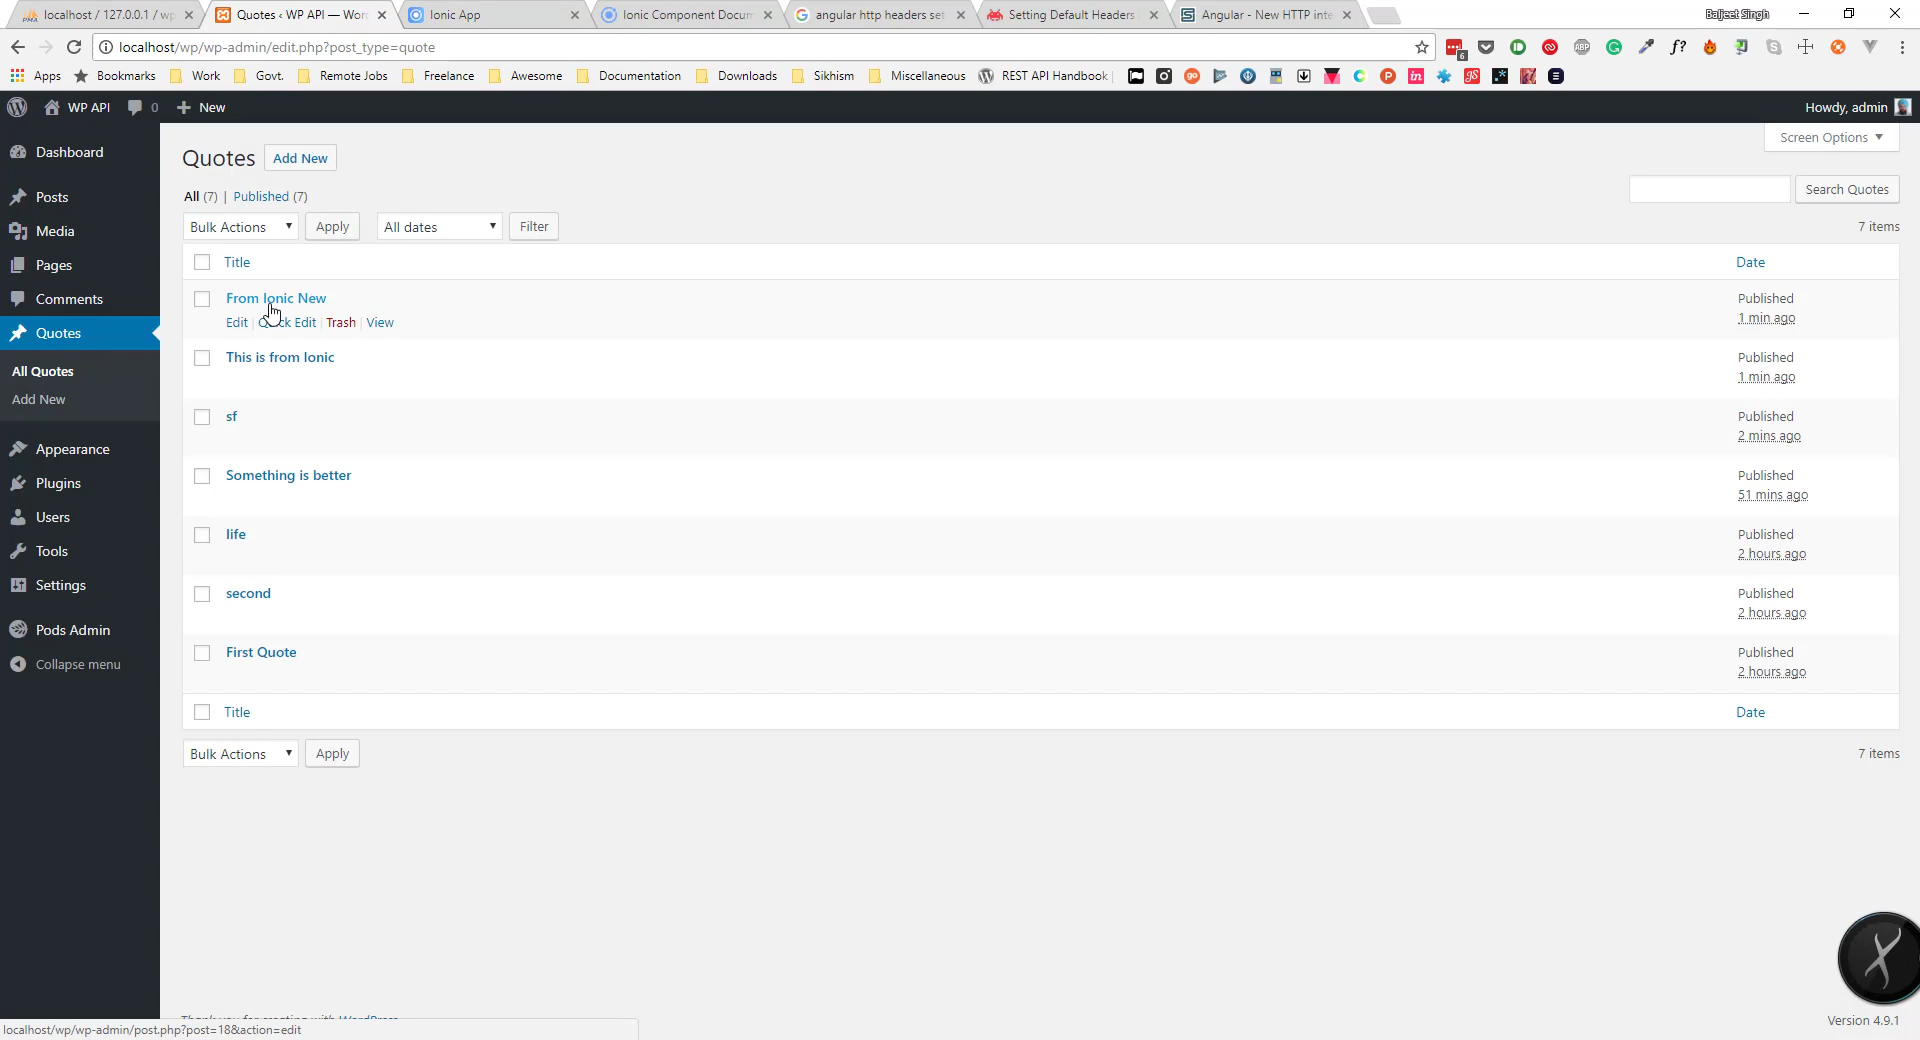 localhost / 127.0.0.1 / wp
Quotes ‹ WP API — Wor
Ionic App
Ionic Component Docum
angular http headers set
Setting Default Headers
Angular - New HTTP inte
Baljeet Singh
localhost/wp/wp-admin/edit.php?post_type=quote
Apps
Bookmarks
Work
Govt.
Remote Jobs
Freelance
Awesome
Documentation
Downloads
Sikhism
Miscellaneous
REST API Handbook
WP API
0
New
Howdy, admin
Dashboard
Posts
Media
Pages
Comments
Quotes
All Quotes
Add New
Appearance
Plugins
Users
Tools
Settings
Pods Admin
Collapse menu
Screen Options
Quotes
Add New
All (7) | Published (7)
Search Quotes
Bulk Actions
Apply
All dates
Filter
7 items
Title
Date
From Ionic New
Edit | Edit | Trash | View
Published
1 min ago
This is from Ionic
Published
1 min ago
sf
Published
2 mins ago
Something is better
Published
51 mins ago
life
Published
2 hours ago
second
Published
2 hours ago
First Quote
Published
2 hours ago
Title
Date
Bulk Actions
Apply
7 items
localhost/wp/wp-admin/post.php?post=18&action=edit
Version 4.9.1